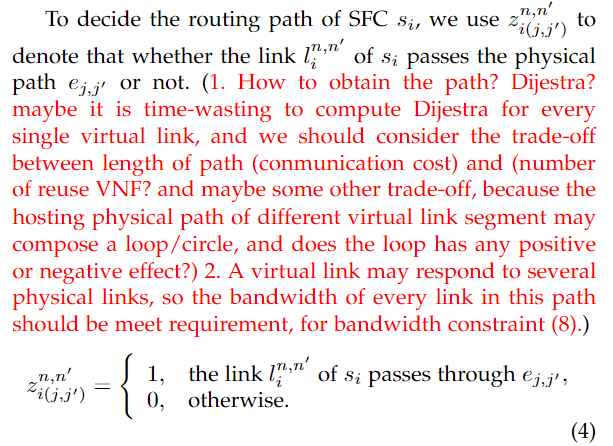 To decide the routing path of SFC $s_i$, we use $z_{i(j,j')}^{n,n'}$ to
denote that whether the link $l_i^{n,n'}$ of $s_i$ passes the physical
path $e_{j,j'}$ or not. (1. How to obtain the path? Dijestra?
maybe it is time-wasting to compute Dijestra for every
single virtual link, and we should consider the trade-off
between length of path (conmunication cost) and (number
of reuse VNF? and maybe some other trade-off, because the
hosting physical path of different virtual link segment may
compose a loop/circle, and does the loop has any positive
or negative effect?) 2. A virtual link may respond to several
physical links, so the bandwidth of every link in this path
should be meet requirement, for bandwidth constraint (8).)
$z_{i(j,j')}^{n,n'} = \begin{cases} 1, & \text{the link } l_i^{n,n'} \text{ of } s_i \text{ passes through } e_{j,j'}, \\ 0, & \text{otherwise.} \end{cases}$
(4)